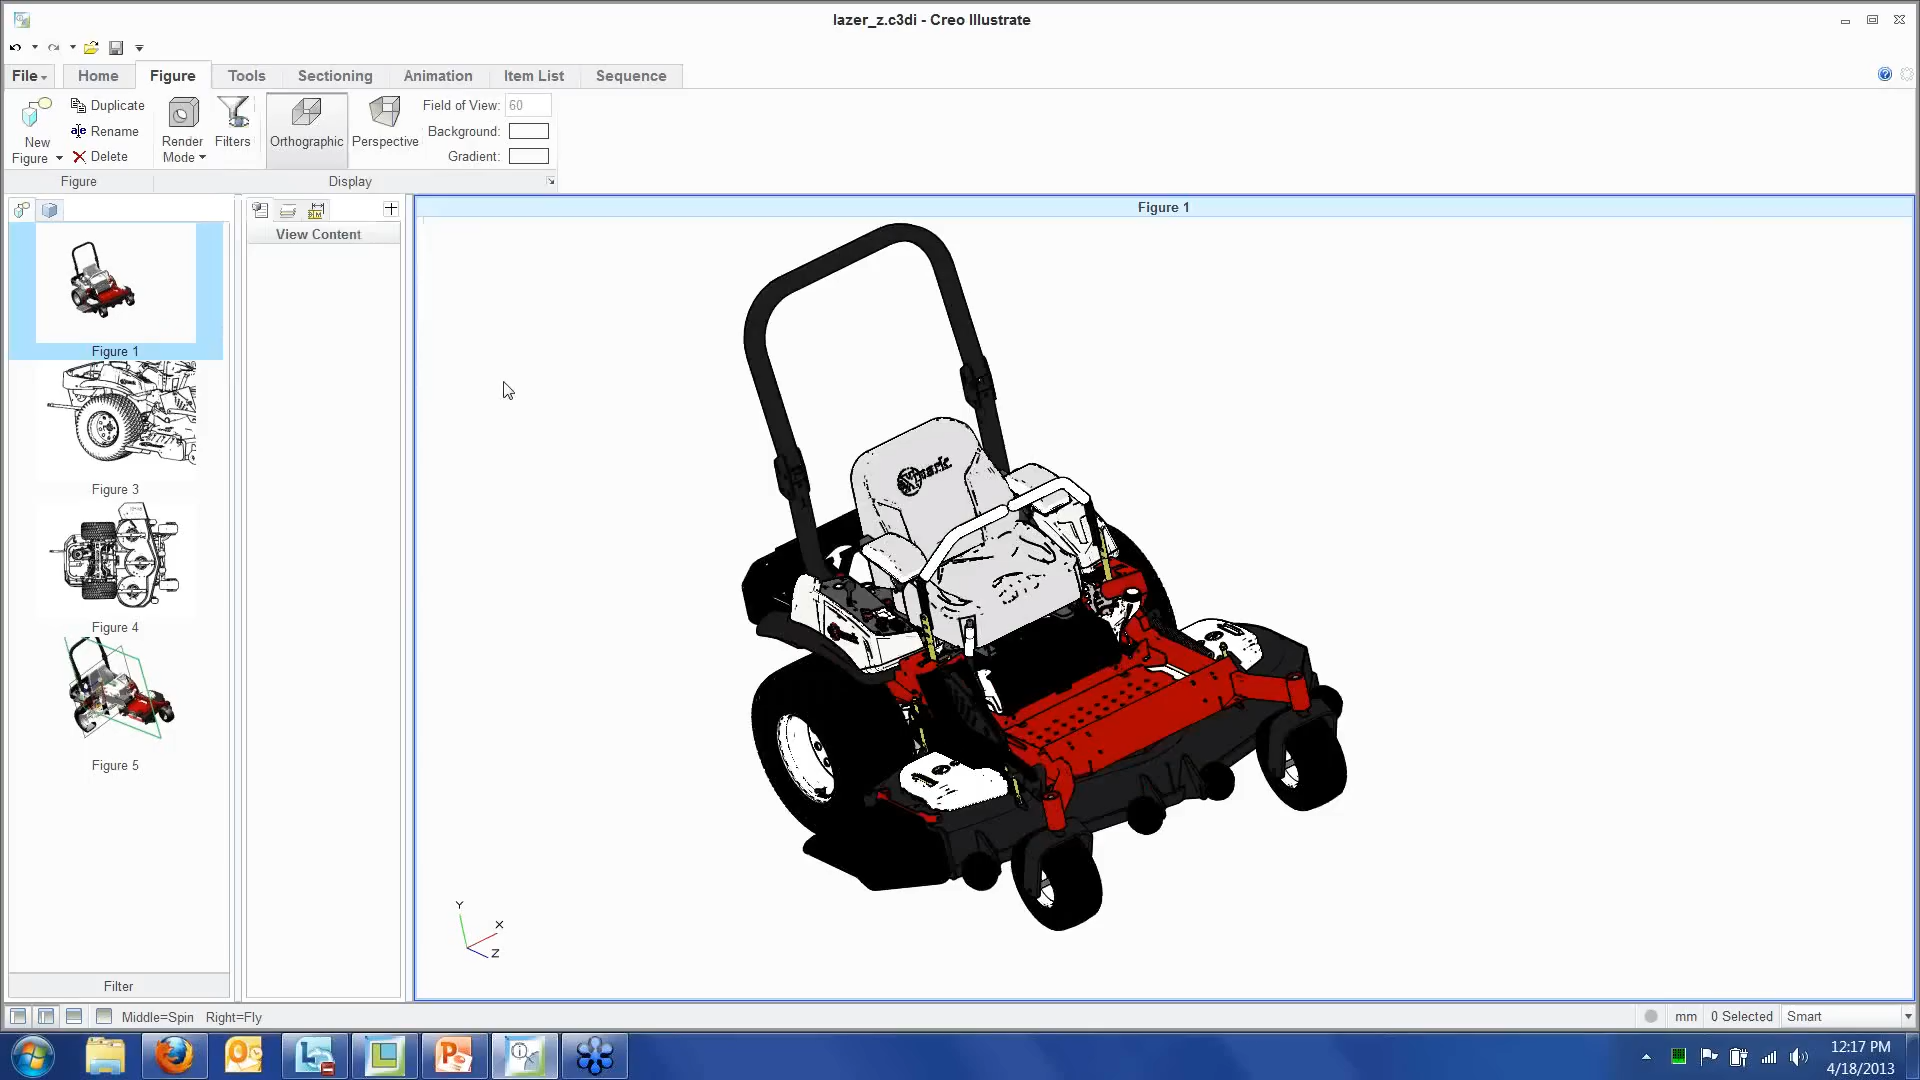 lazer_z.c3di - Creo Illustrate
File
Home
Figure
Tools
Sectioning
Animation
Item List
Sequence
New Figure
Duplicate
Rename
Delete
Render Mode
Filters
Orthographic
Perspective
Field of View: 60
Background:
Gradient:
Figure
Display
View Content
Figure 1
Figure 1
Figure 3
Figure 4
Figure 5
Filter
Y
X
Z
Middle=Spin Right=Fly
mm
0 Selected
Smart
12:17 PM
4/18/2013